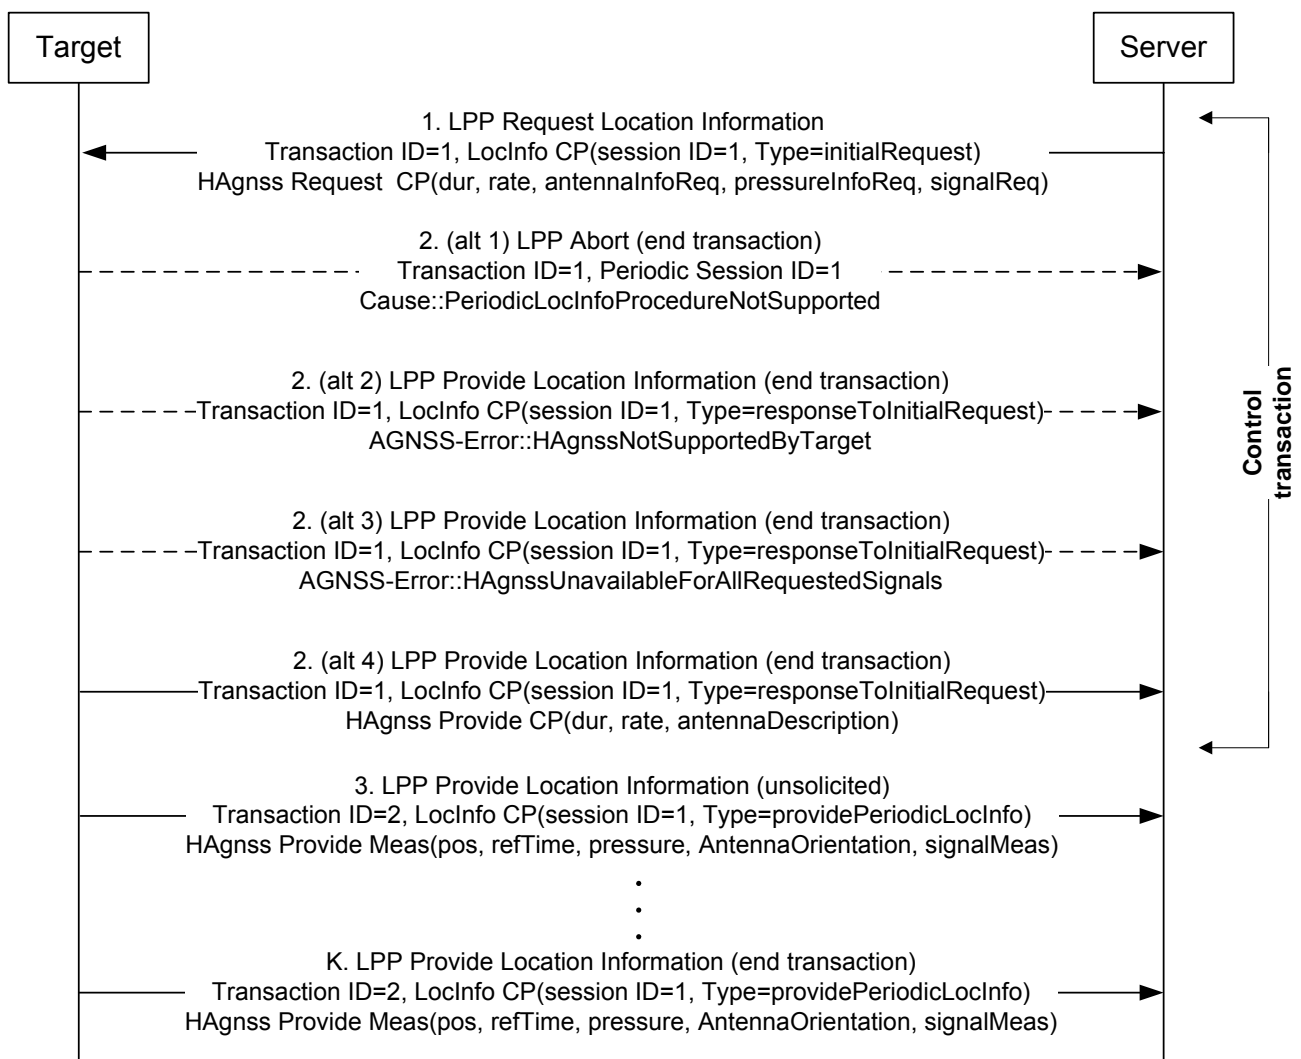 Target
Server
1. LPP Request Location Information
Transaction ID=1, LocInfo CP(session ID=1, Type=initialRequest)
HAgnss Request  CP(dur, rate, antennaInfoReq, pressureInfoReq, signalReq)
2. (alt 1) LPP Abort (end transaction)
Transaction ID=1, Periodic Session ID=1
Cause::PeriodicLocInfoProcedureNotSupported
2. (alt 2) LPP Provide Location Information (end transaction)
Transaction ID=1, LocInfo CP(session ID=1, Type=responseToInitialRequest)
AGNSS-Error::HAgnssNotSupportedByTarget
Control
transaction
2. (alt 3) LPP Provide Location Information (end transaction)
Transaction ID=1, LocInfo CP(session ID=1, Type=responseToInitialRequest)
AGNSS-Error::HAgnssUnavailableForAllRequestedSignals
2. (alt 4) LPP Provide Location Information (end transaction)
Transaction ID=1, LocInfo CP(session ID=1, Type=responseToInitialRequest)
HAgnss Provide CP(dur, rate, antennaDescription)
3. LPP Provide Location Information (unsolicited)
Transaction ID=2, LocInfo CP(session ID=1, Type=providePeriodicLocInfo)
HAgnss Provide Meas(pos, refTime, pressure, AntennaOrientation, signalMeas)
.
.
.
K. LPP Provide Location Information (end transaction)
Transaction ID=2, LocInfo CP(session ID=1, Type=providePeriodicLocInfo)
HAgnss Provide Meas(pos, refTime, pressure, AntennaOrientation, signalMeas)